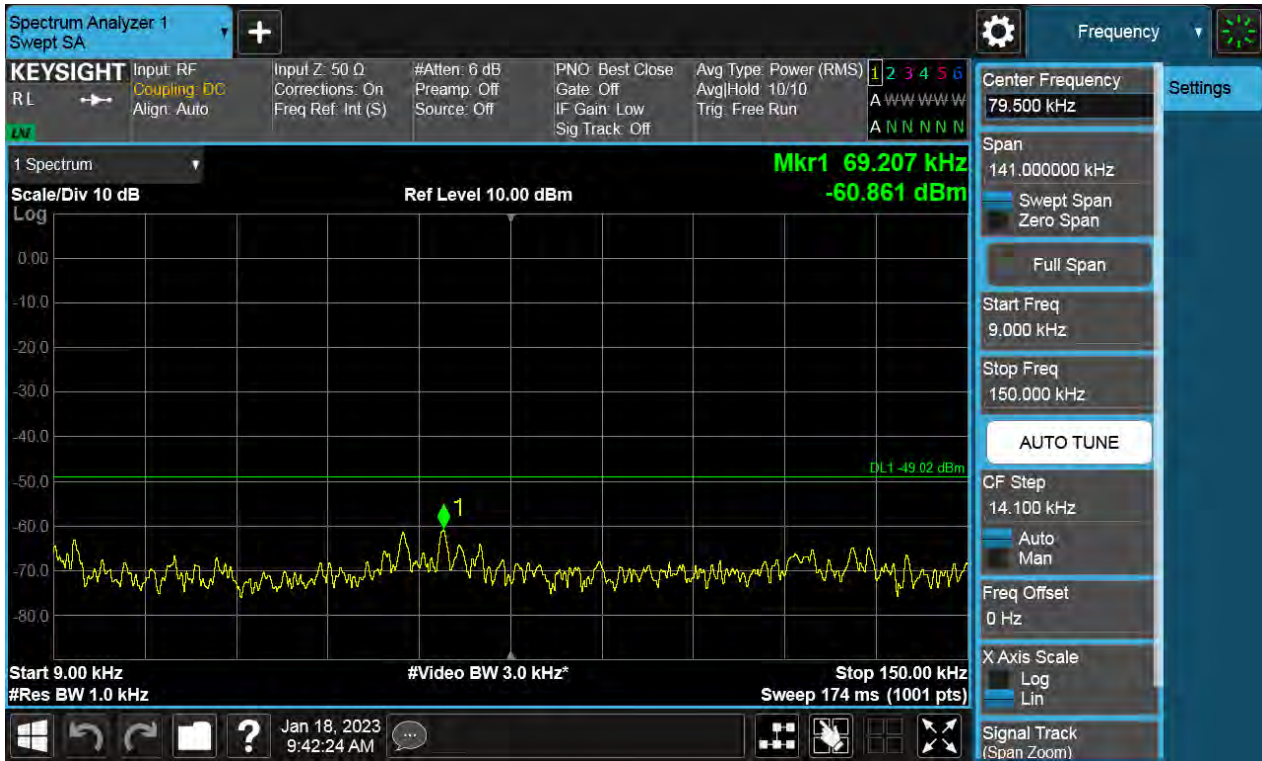 Spectrum Analyzer 1
Swept SA
+
Frequency
KEYSIGHT
RL
LXI
Input: RF
Coupling: DC
Align: Auto
Input Z: 50 Ω
Corrections: On
Freq Ref: Int (S)
#Atten: 6 dB
Preamp: Off
Source: Off
PNO: Best Close
Gate: Off
IF Gain: Low
Sig Track: Off
Avg Type: Power (RMS)
Avg|Hold: 10/10
Trig: Free Run
1 2 3 4 5 6
A W W W W W
A N N N N N
1 Spectrum
Mkr1 69.207 kHz
Scale/Div 10 dB
Ref Level 10.00 dBm
-60.861 dBm
Log
0.00
-10.0
-20.0
-30.0
-40.0
DL1 -49.02 dBm
-50.0
1
-60.0
-70.0
-80.0
Start 9.00 kHz
#Video BW 3.0 kHz*
Stop 150.00 kHz
#Res BW 1.0 kHz
Sweep 174 ms (1001 pts)
?
Jan 18, 2023
9:42:24 AM
Center Frequency
79.500 kHz
Settings
Span
141.000000 kHz
Swept Span
Zero Span
Full Span
Start Freq
9.000 kHz
Stop Freq
150.000 kHz
AUTO TUNE
CF Step
14.100 kHz
Auto
Man
Freq Offset
0 Hz
X Axis Scale
Log
Lin
Signal Track
(Span Zoom)